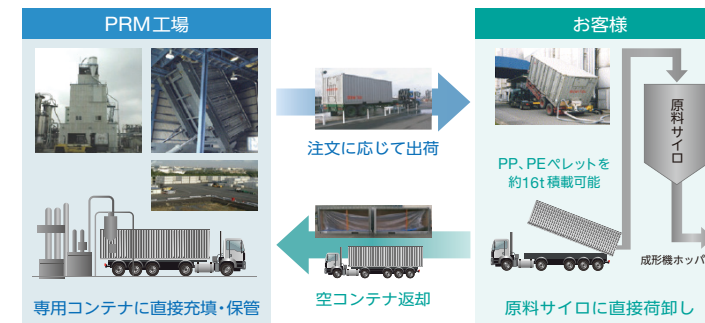 PRM工場
お客様
注文に応じて出荷
原料サイロ
PP、PEペレットを
約16t積載可能
成形機ホッパ
専用コンテナに直接充填・保管
空コンテナ返却
原料サイロに直接荷卸し